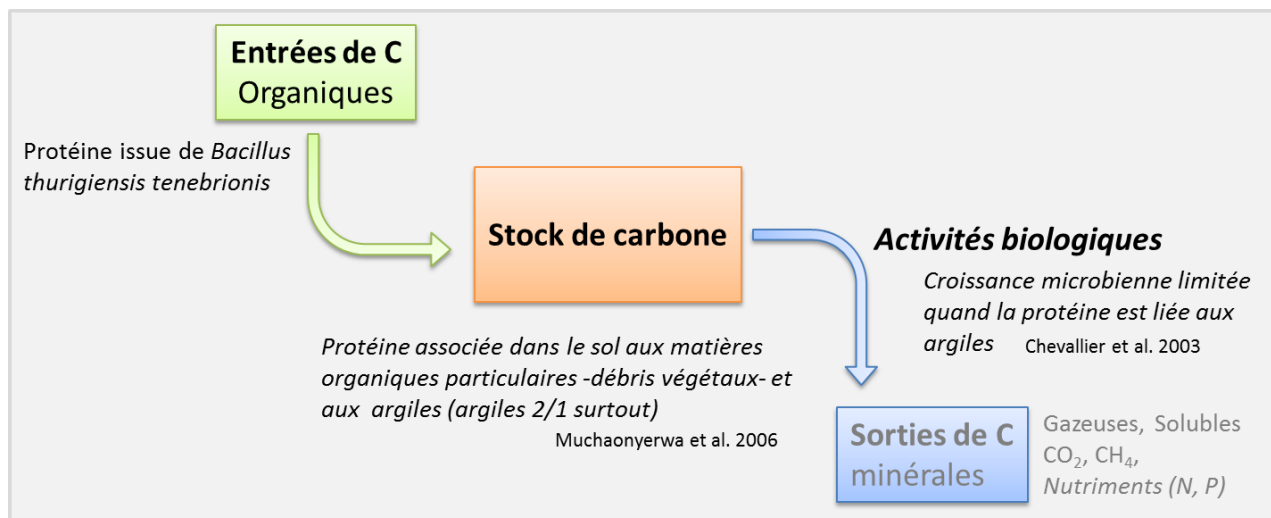 Entrées de C
Organiques
Protéine issue de Bacillus
thurigiensis tenebrionis
Stock de carbone
Activités biologiques
Croissance microbienne limitée
quand la protéine est liée aux
argiles Chevallier et al. 2003
Protéine associée dans le sol aux matières
organiques particulaires -débris végétaux- et
aux argiles (argiles 2/1 surtout)
Muchaonyerwa et al. 2006
Sorties de C
minérales
Gazeuses, Solubles
CO₂, CH₄,
Nutriments (N, P)